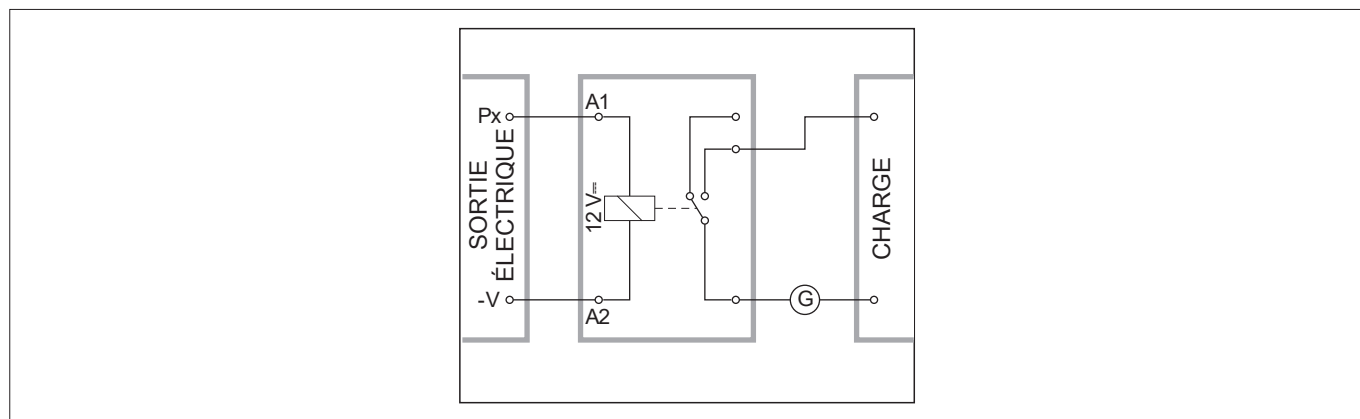 Px
SORTIE
ÉLECTRIQUE
-V
A1
12 V⎓
A2
G
CHARGE